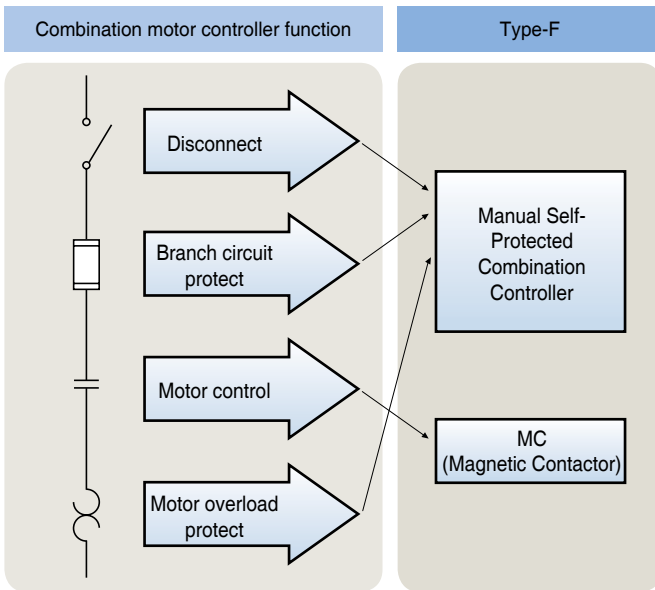 Combination motor controller function
Type-F
Disconnect
Branch circuit
protect
Motor control
Motor overload
protect
Manual Self-
Protected
Combination
Controller
MC
(Magnetic Contactor)